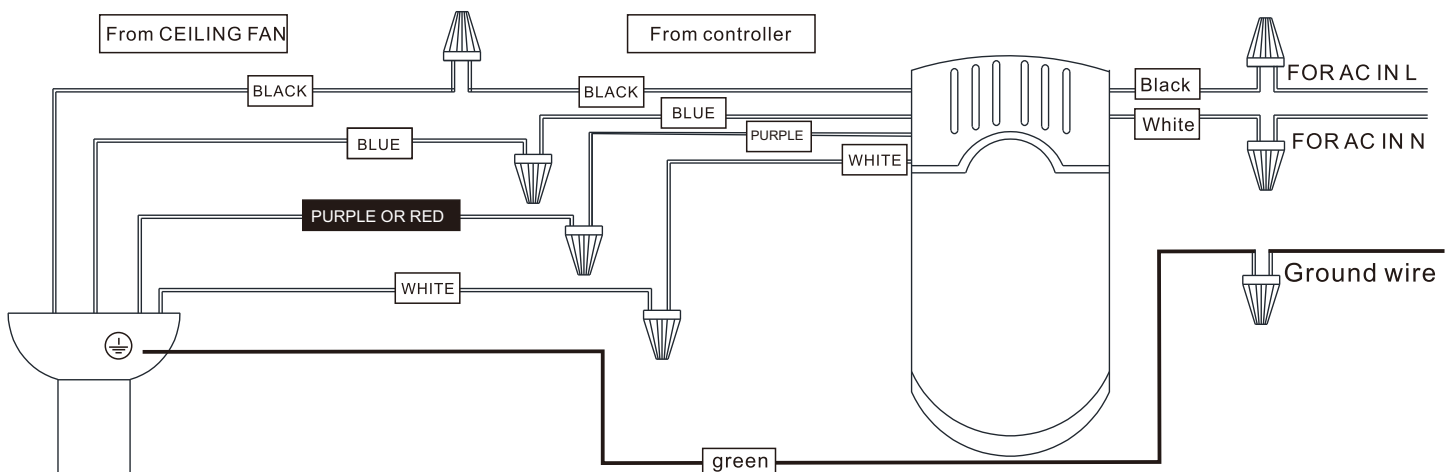 From CEILING FAN
From controller
BLACK
BLACK
Black
FOR AC IN L
BLUE
White
PURPLE
FOR AC IN N
BLUE
WHITE
PURPLE OR RED
Ground wire
WHITE
green